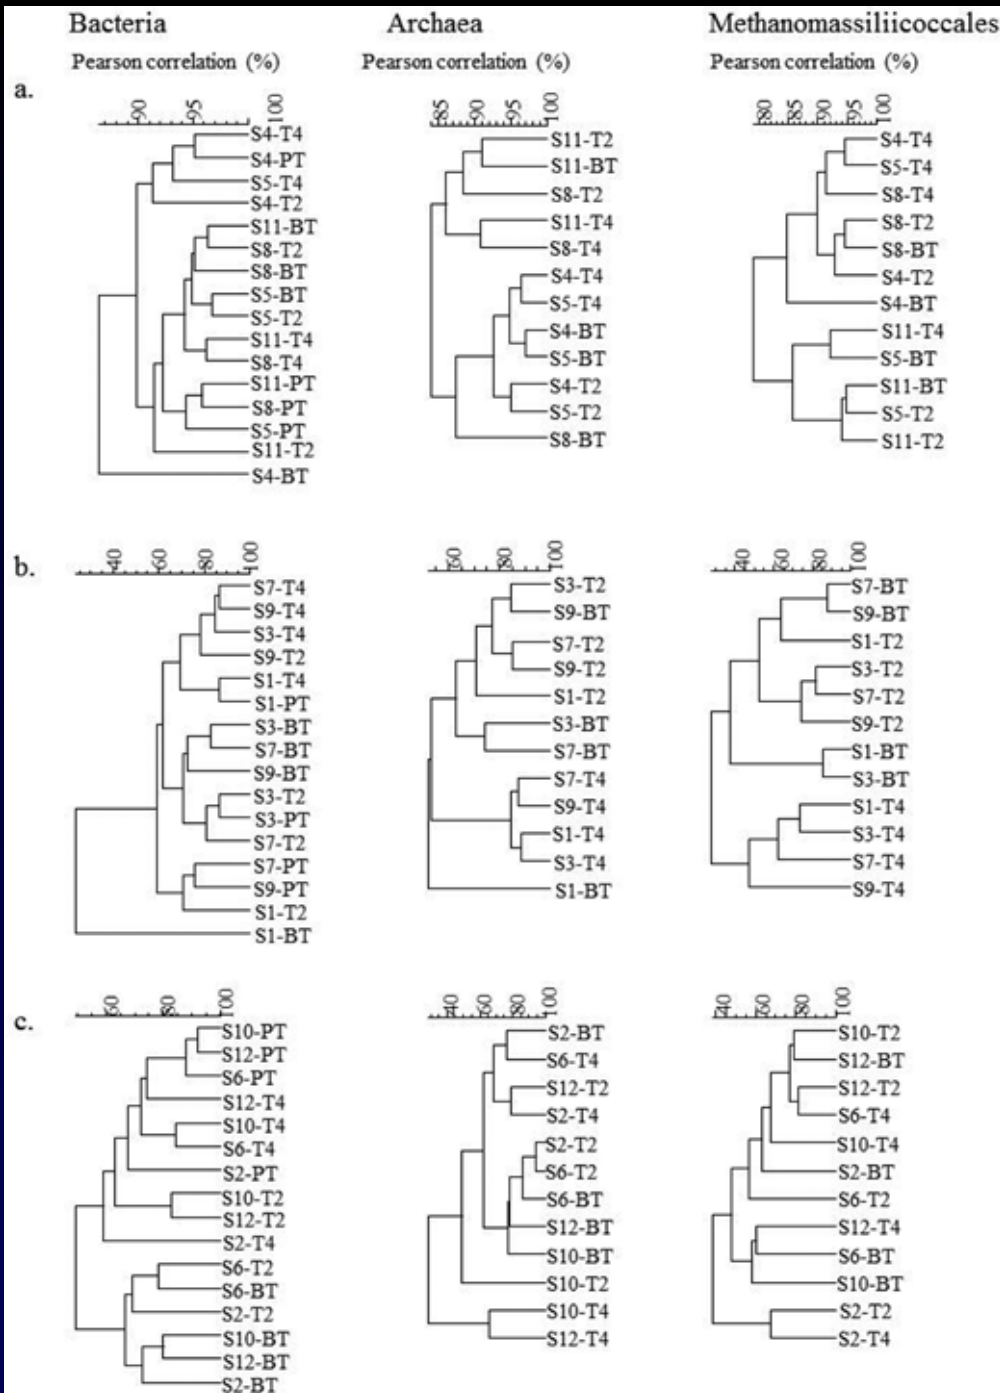 Bacteria Archaea Methanomassiliicoccales
Pearson correlation (%) Pearson correlation (%) Pearson correlation (%)
a.
90 95 100
S4-T4
S4-PT
S5-T4
S4-T2
S11-BT
S8-T2
S8-BT
S5-BT
S5-T2
S11-T4
S8-T4
S11-PT
S8-PT
S5-PT
S11-T2
S4-BT
85 90 95 100
S11-T2
S11-BT
S8-T2
S11-T4
S8-T4
S4-T4
S5-T4
S4-BT
S5-BT
S4-T2
S5-T2
S8-BT
80 85 90 95 100
S4-T4
S5-T4
S8-T4
S8-T2
S8-BT
S4-T2
S4-BT
S11-T4
S5-BT
S11-BT
S5-T2
S11-T2
b.
40 60 80 100
S7-T4
S9-T4
S3-T4
S9-T2
S1-T4
S1-PT
S3-BT
S7-BT
S9-BT
S3-T2
S3-PT
S7-T2
S7-PT
S9-PT
S1-T2
S1-BT
60 80 100
S3-T2
S9-BT
S7-T2
S9-T2
S1-T2
S3-BT
S7-BT
S7-T4
S9-T4
S1-T4
S3-T4
S1-BT
40 60 80 100
S7-BT
S9-BT
S1-T2
S3-T2
S7-T2
S9-T2
S1-BT
S3-BT
S1-T4
S3-T4
S7-T4
S9-T4
c.
60 80 100
S10-PT
S12-PT
S6-PT
S12-T4
S10-T4
S6-T4
S2-PT
S10-T2
S12-T2
S2-T4
S6-T2
S6-BT
S2-T2
S10-BT
S12-BT
S2-BT
40 60 80 100
S2-BT
S6-T4
S12-T2
S2-T4
S2-T2
S6-T2
S6-BT
S12-BT
S10-BT
S10-T2
S10-T4
S12-T4
40 60 80 100
S10-T2
S12-BT
S12-T2
S6-T4
S10-T4
S2-BT
S6-T2
S12-T4
S6-BT
S10-BT
S2-T2
S2-T4